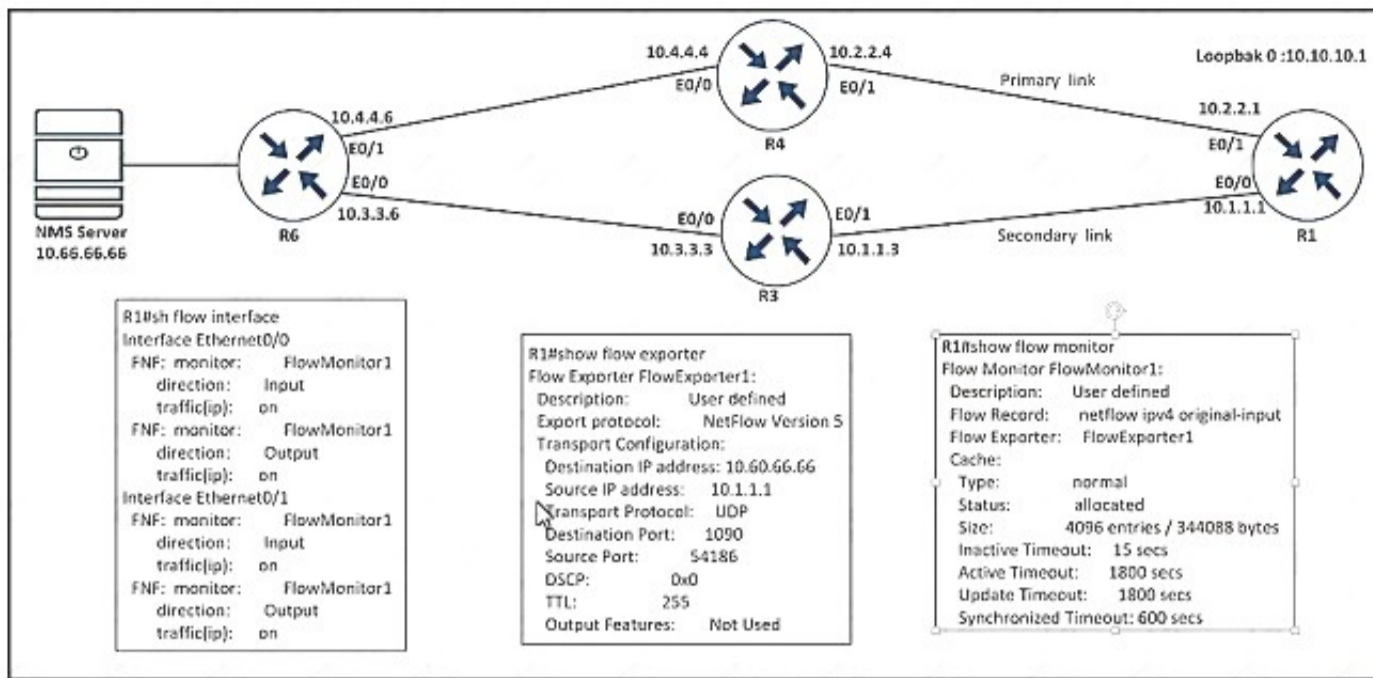 10.4.4.4
E0/0
10.2.2.4
E0/1
R4
Primary link
Loopbak 0 :10.10.10.1
10.2.2.1
E0/1
E0/0
10.1.1.1
R1
10.4.4.6
E0/1
E0/0
10.3.3.6
R6
NMS Server
10.66.66.66
E0/0
10.3.3.3
E0/1
10.1.1.3
R3
Secondary link
R1#sh flow interface
Interface Ethernet0/0
FNF: monitor: FlowMonitor1
direction: Input
traffic(ip): on
FNF: monitor: FlowMonitor1
direction: Output
traffic(ip): on
Interface Ethernet0/1
FNF: monitor: FlowMonitor1
direction: Input
traffic(ip): on
FNF: monitor: FlowMonitor1
direction: Output
traffic(ip): on
R1#show flow exporter
Flow Exporter FlowExporter1:
Description: User defined
Export protocol: NetFlow Version 5
Transport Configuration:
Destination IP address: 10.60.66.66
Source IP address: 10.1.1.1
Transport Protocol: UDP
Destination Port: 1090
Source Port: 54186
DSCP: 0x0
TTL: 255
Output Features: Not Used
R1#show flow monitor
Flow Monitor FlowMonitor1:
Description: User defined
Flow Record: netflow ipv4 original-input
Flow Exporter: FlowExporter1
Cache:
Type: normal
Status: allocated
Size: 4096 entries / 344088 bytes
Inactive Timeout: 15 secs
Active Timeout: 1800 secs
Update Timeout: 1800 secs
Synchronized Timeout: 600 secs